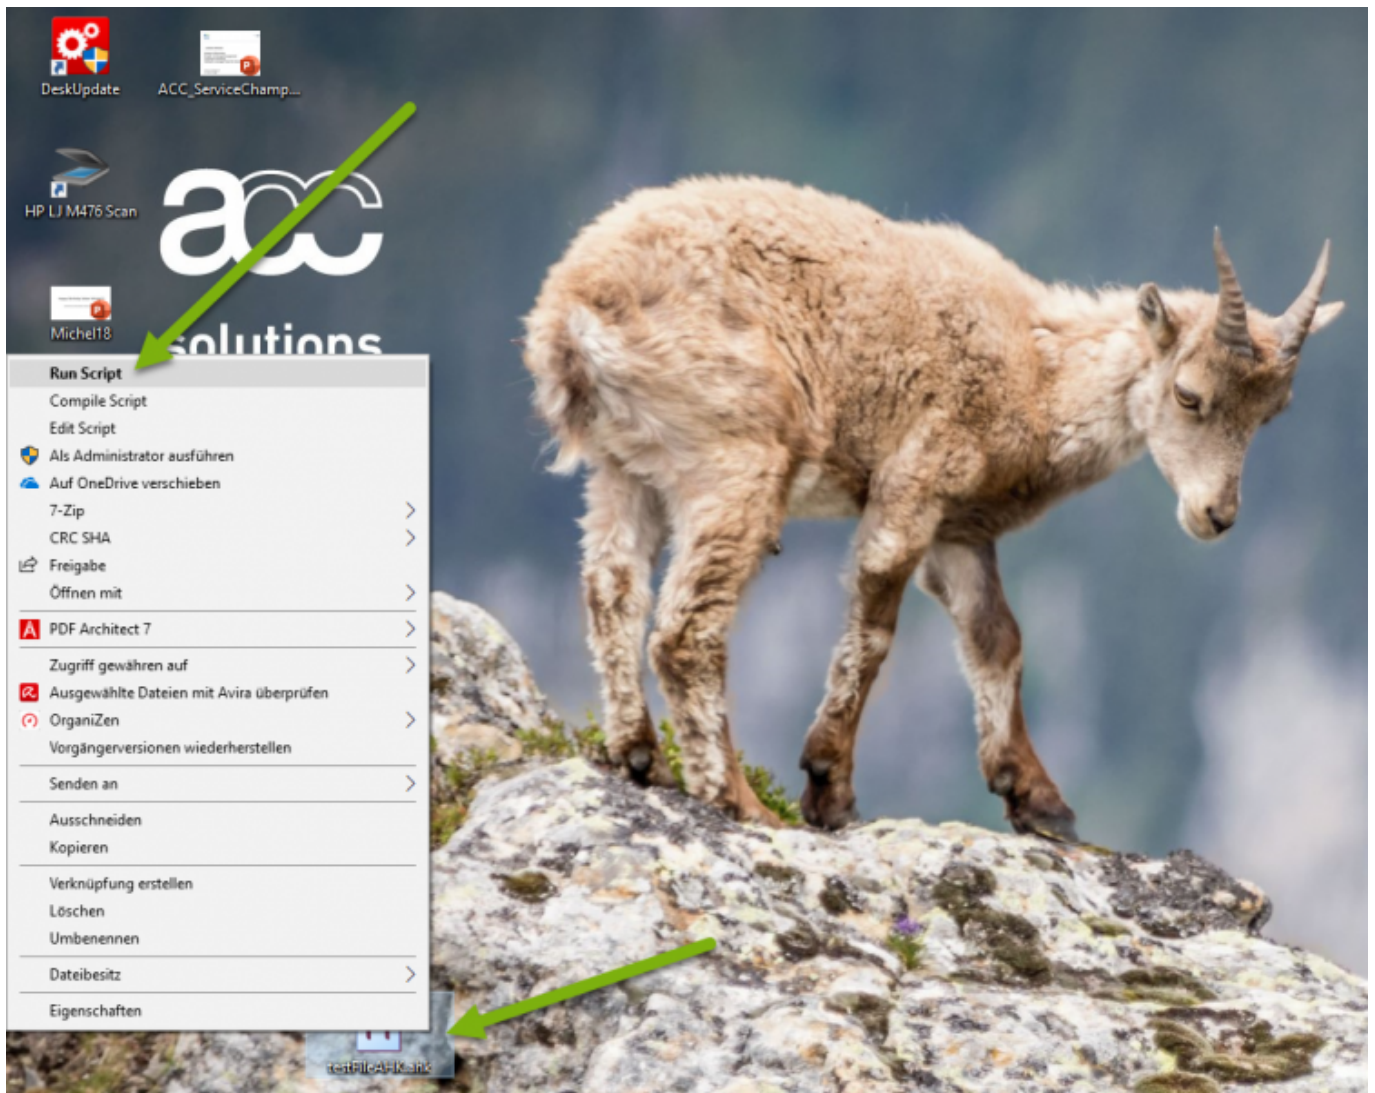 DeskUpdate
ACC_ServiceChamp...
HP LJ M476 Scan
acc
solutions
Michel18
Run Script
Compile Script
Edit Script
Als Administrator ausführen
Auf OneDrive verschieben
7-Zip
CRC SHA
Freigabe
Öffnen mit
PDF Architect 7
Zugriff gewähren auf
Ausgewählte Dateien mit Avira überprüfen
OrganiZen
Vorgängerversionen wiederherstellen
Senden an
Ausschneiden
Kopieren
Verknüpfung erstellen
Löschen
Umbenennen
Dateibesitz
Eigenschaften
testFileAHK.ahk